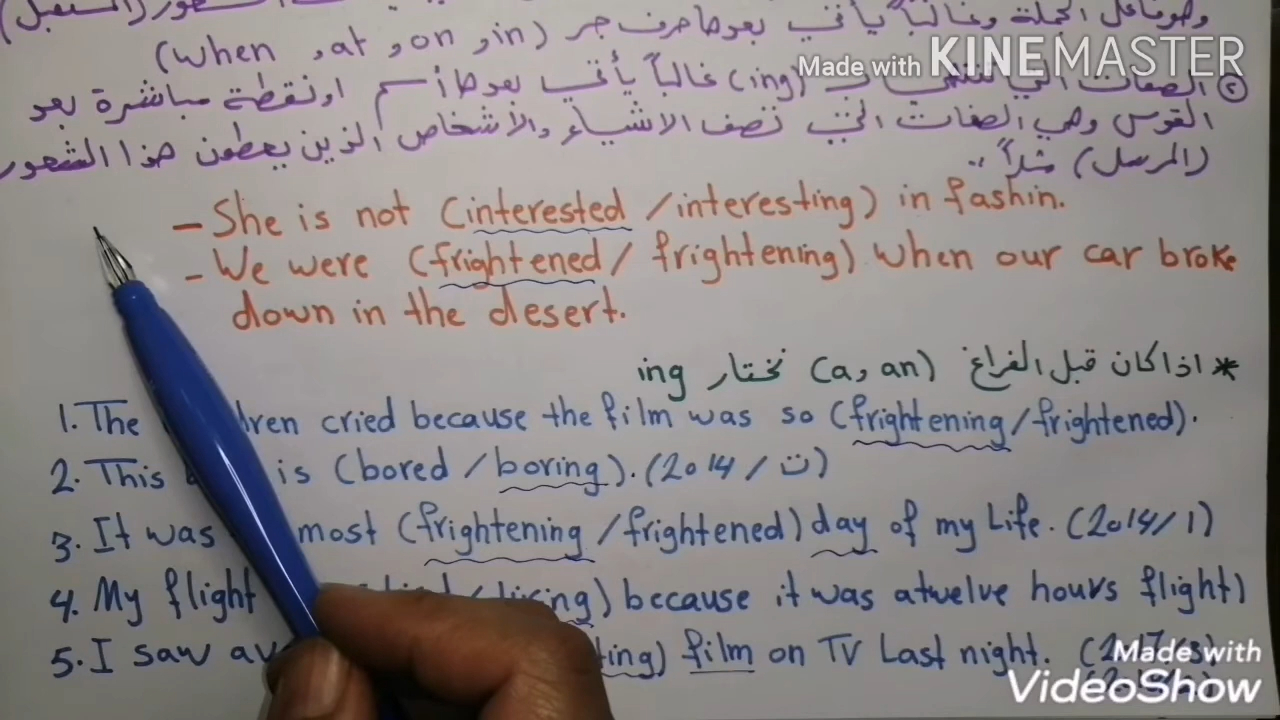 وهو فاعل الجملة وغالباً يأتي بعدها حرف جر (in, on, at, when)
Made with KINEMASTER
② الصفات التي تنتهي بـ (ing) غالباً يأتي بعدها أسم او نقطة مباشرة بعد
القوس وهي الصفات التي تصف الاشياء والأشخاص الذين يعطون هذا الشعور
(المرسل) مثلاً ..
- She is not (interested / interesting) in fashin.
- We were (frightened / frightening) when our car broke
down in the desert.
* اذا كان قبل الفراغ (a, an) نختار ing
1. The dren cried because the film was so (frightening / frightened).
2. This is (bored / boring). (2014 / ت)
3. It was most (frightening / frightened) day of my Life. (2014/1)
4. My flight because it was atwelve hours flight)
5. I saw ting) film on TV Last night.
Made with
VideoShow